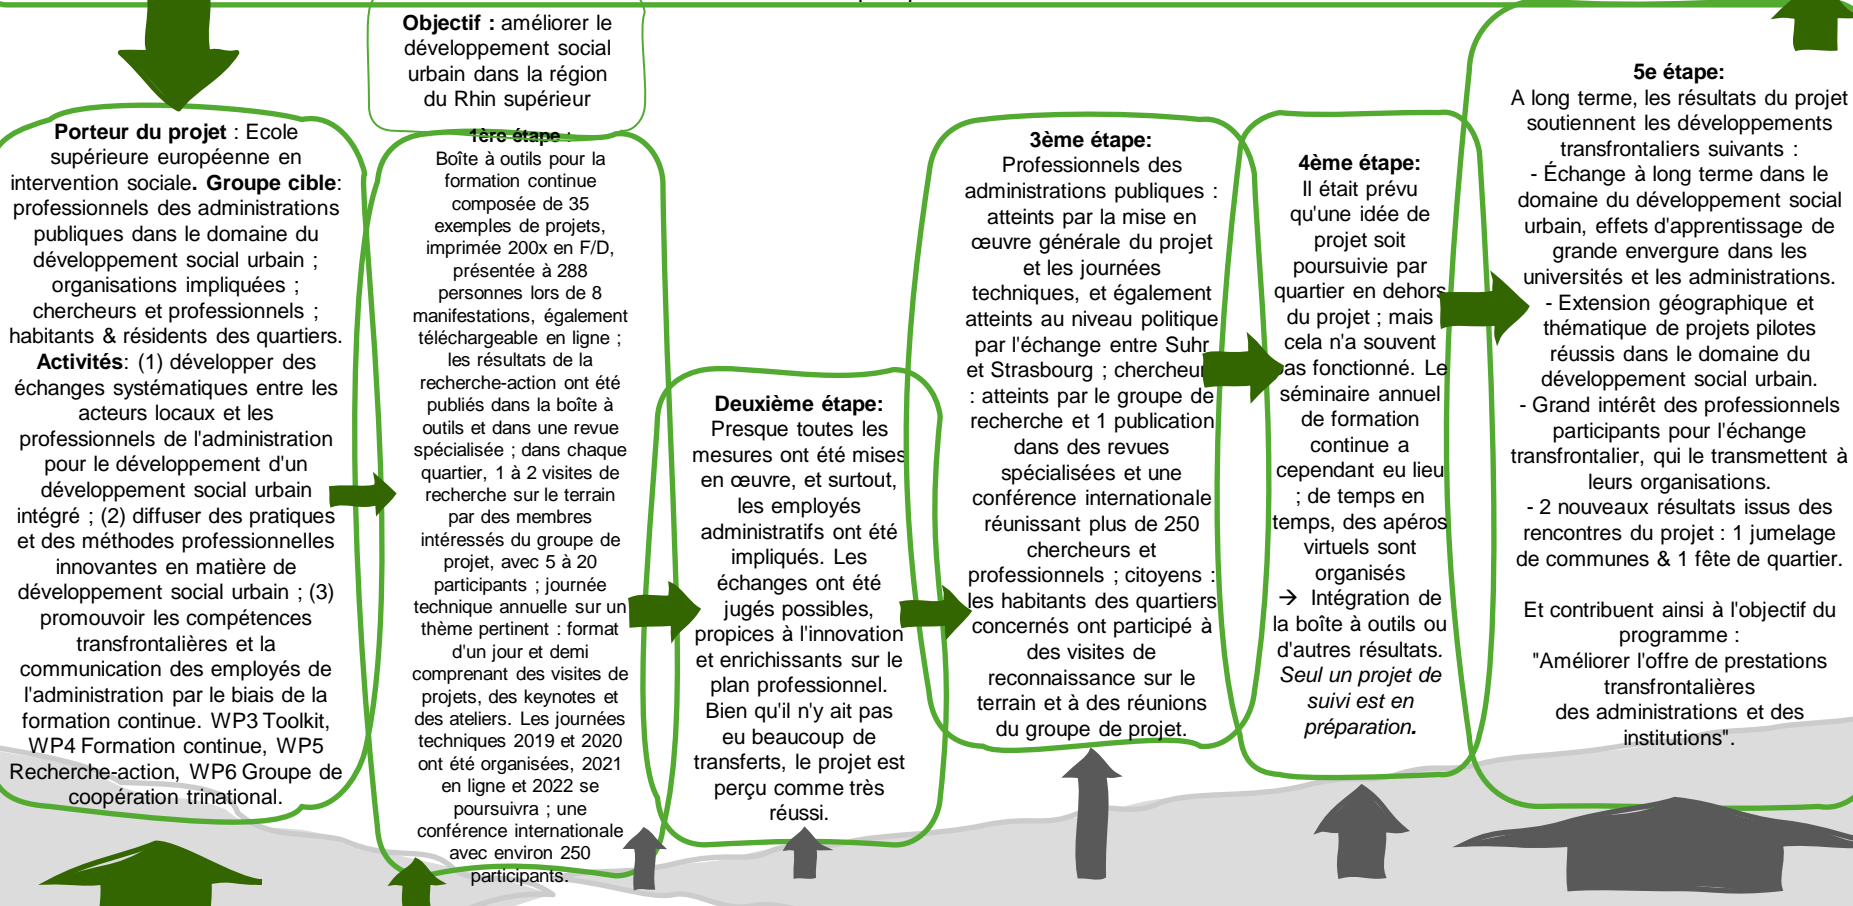 Objectif : améliorer le
développement social
urbain dans la région
du Rhin supérieur
Porteur du projet : Ecole
supérieure européenne en
intervention sociale. Groupe cible:
professionnels des administrations
publiques dans le domaine du
développement social urbain ;
organisations impliquées ;
chercheurs et professionnels ;
habitants & résidents des quartiers.
Activités: (1) développer des
échanges systématiques entre les
acteurs locaux et les
professionnels de l'administration
pour le développement d'un
développement social urbain
intégré ; (2) diffuser des pratiques
et des méthodes professionnelles
innovantes en matière de
développement social urbain ; (3)
promouvoir les compétences
transfrontalières et la
communication des employés de
l'administration par le biais de la
formation continue. WP3 Toolkit,
WP4 Formation continue, WP5
Recherche-action, WP6 Groupe de
coopération trinational.
1ère étape :
Boîte à outils pour la
formation continue
composée de 35
exemples de projets,
imprimée 200x en F/D,
présentée à 288
personnes lors de 8
manifestations, également
téléchargeable en ligne ;
les résultats de la
recherche-action ont été
publiés dans la boîte à
outils et dans une revue
spécialisée ; dans chaque
quartier, 1 à 2 visites de
recherche sur le terrain
par des membres
intéressés du groupe de
projet, avec 5 à 20
participants ; journée
technique annuelle sur un
thème pertinent : format
d'un jour et demi
comprenant des visites de
projets, des keynotes et
des ateliers. Les journées
techniques 2019 et 2020
ont été organisées, 2021
en ligne et 2022 se
poursuivra ; une
conférence internationale
avec environ 250
participants.
Deuxième étape:
Presque toutes les
mesures ont été mises
en œuvre, et surtout,
les employés
administratifs ont été
impliqués. Les
échanges ont été
jugés possibles,
propices à l'innovation
et enrichissants sur le
plan professionnel.
Bien qu'il n'y ait pas
eu beaucoup de
transferts, le projet est
perçu comme très
réussi.
3ème étape:
Professionnels des
administrations publiques :
atteints par la mise en
œuvre générale du projet
et les journées
techniques, et également
atteints au niveau politique
par l'échange entre Suhr
et Strasbourg ; chercheurs
: atteints par le groupe de
recherche et 1 publication
dans des revues
spécialisées et une
conférence internationale
réunissant plus de 250
chercheurs et
professionnels ; citoyens :
les habitants des quartiers
concernés ont participé à
des visites de
reconnaissance sur le
terrain et à des réunions
du groupe de projet.
4ème étape:
Il était prévu
qu'une idée de
projet soit
poursuivie par
quartier en dehors
du projet ; mais
cela n'a souvent
pas fonctionné. Le
séminaire annuel
de formation
continue a
cependant eu lieu
; de temps en
temps, des apéros
virtuels sont
organisés
→ Intégration de
la boîte à outils ou
d'autres résultats.
Seul un projet de
suivi est en
préparation.
5e étape:
A long terme, les résultats du projet
soutiennent les développements
transfrontaliers suivants :
- Échange à long terme dans le
domaine du développement social
urbain, effets d'apprentissage de
grande envergure dans les
universités et les administrations.
- Extension géographique et
thématique de projets pilotes
réussis dans le domaine du
développement social urbain.
- Grand intérêt des professionnels
participants pour l'échange
transfrontalier, qui le transmettent à
leurs organisations.
- 2 nouveaux résultats issus des
rencontres du projet : 1 jumelage
de communes & 1 fête de quartier.
Et contribuent ainsi à l'objectif du
programme :
"Améliorer l'offre de prestations
transfrontalières
des administrations et des
institutions".